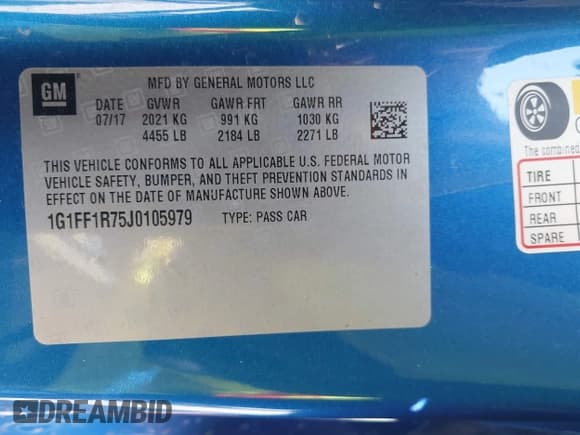 GM
MFD BY GENERAL MOTORS LLC
DATE GVWR GAWR FRT GAWR RR
07/17 2021 KG 991 KG 1030 KG
4455 LB 2184 LB 2271 LB
THIS VEHICLE CONFORMS TO ALL APPLICABLE U.S. FEDERAL MOTOR
VEHICLE SAFETY, BUMPER, AND THEFT PREVENTION STANDARDS IN
EFFECT ON THE DATE OF MANUFACTURE SHOWN ABOVE.
1G1FF1R75J0105979 TYPE: PASS CAR
The combined
TIRE
FRONT
REAR
SPARE
DREAMBID